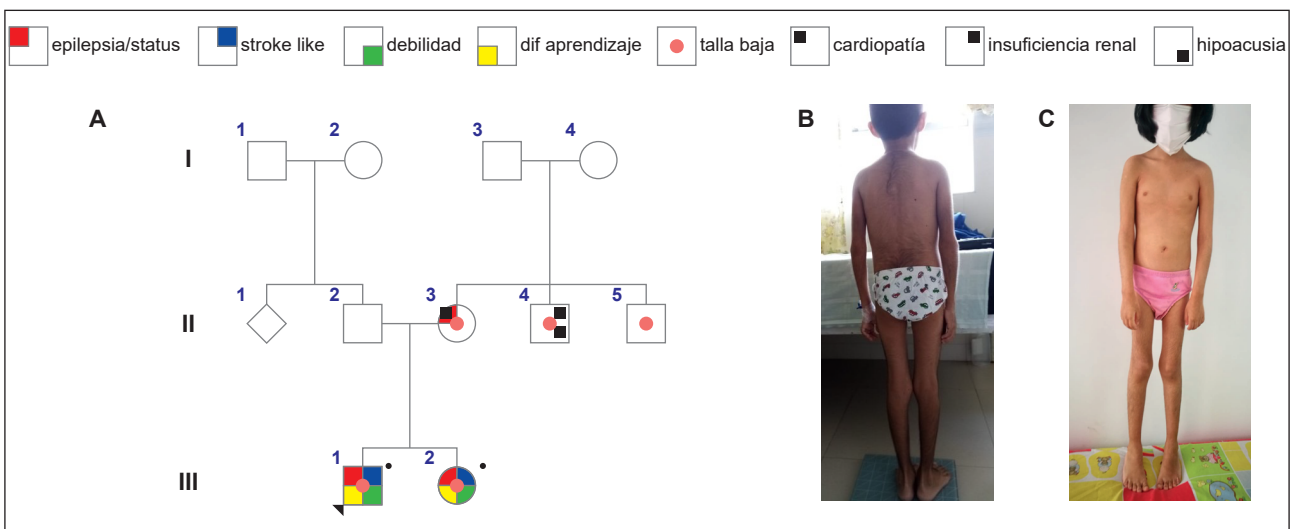 epilepsia/status stroke like debilidad dif aprendizaje talla baja cardiopatía insuficiencia renal hipoacusia
A B C
1 2 3 4
I
1 2 3 4 5
II
1 2
III